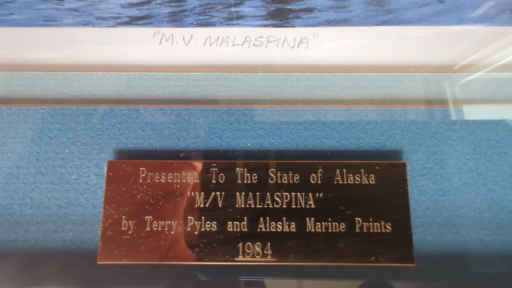 "M.V MALASPINA"
Presented To The State of Alaska
"M/V MALASPINA"
by Terry Pyles and Alaska Marine Prints
1984